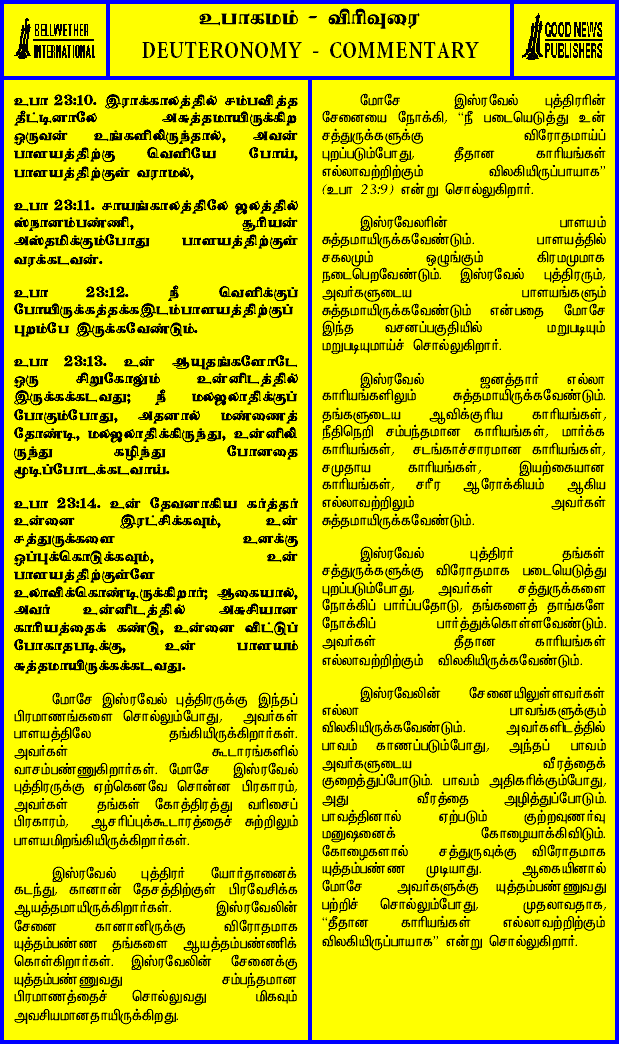 BELLWETHER
INTERNATIONAL
உபாகமம் - விரிவுரை
DEUTERONOMY - COMMENTARY
GOOD NEWS
PUBLISHERS
உபா 23:10. இராக்காலத்தில் சம்பவித்த
தீட்டினாலே அசுத்தமாயிருக்கிற
ஒருவன் உங்களிலிருந்தால், அவன்
பாளயத்திற்கு வெளியே போய்,
பாளயத்திற்குள் வராமல்,
உபா 23:11. சாயங்காலத்திலே ஜலத்தில்
ஸ்நானம்பண்ணி, சூரியன்
அஸ்தமிக்கும்போது பாளயத்திற்குள்
வரக்கடவன்.
உபா 23:12. நீ வெளிக்குப்
போயிருக்கத்தக்கஇடம்பாளயத்திற்குப்
புறம்பே இருக்கவேண்டும்.
உபா 23:13. உன் ஆயுதங்களோடே
ஒரு சிறுகோலும் உன்னிடத்தில்
இருக்கக்கடவது; நீ மலஜலாதிக்குப்
போகும்போது, அதனால் மண்ணைத்
தோண்டி, மலஜலாதிக்கிருந்து, உன்னிலி
ருந்து கழிந்து போனதை
மூடிப்போடக்கடவாய்.
உபா 23:14. உன் தேவனாகிய கர்த்தர்
உன்னை இரட்சிக்கவும், உன்
சத்துருக்களை உனக்கு
ஒப்புக்கொடுக்கவும், உன்
பாளயத்திற்குள்ளே
உலாவிக்கொண்டிருக்கிறார்; ஆகையால்,
அவர் உன்னிடத்தில் அசுசியான
காரியத்தைக் கண்டு, உன்னை விட்டுப்
போகாதபடிக்கு, உன் பாளயம்
சுத்தமாயிருக்கக்கடவது.
மோசே இஸ்ரவேல் புத்திரருக்கு இந்தப்
பிரமாணங்களை சொல்லும்போது, அவர்கள்
பாளயத்திலே தங்கியிருக்கிறார்கள்.
அவர்கள் கூடாரங்களில்
வாசம்பண்ணுகிறார்கள். மோசே இஸ்ரவேல்
புத்திரருக்கு ஏற்கெனவே சொன்ன பிரகாரம்,
அவர்கள் தங்கள் கோத்திரத்து வரிசைப்
பிரகாரம், ஆசரிப்புக்கூடாரத்தைச் சுற்றிலும்
பாளயமிறங்கியிருக்கிறார்கள்.
இஸ்ரவேல் புத்திரர் யோர்தானைக்
கடந்து, கானான் தேசத்திற்குள் பிரவேசிக்க
ஆயத்தமாயிருக்கிறார்கள். இஸ்ரவேலின்
சேனை கானானிருக்கு விரோதமாக
யுத்தம்பண்ண தங்களை ஆயத்தம்பண்ணிக்
கொள்கிறார்கள். இஸ்ரவேலின் சேனைக்கு
யுத்தம்பண்ணுவது சம்பந்தமான
பிரமாணத்தைச் சொல்லுவது மிகவும்
அவசியமானதாயிருக்கிறது.
மோசே இஸ்ரவேல் புத்திரரின்
சேனையை நோக்கி, “நீ படையெடுத்து உன்
சத்துருக்களுக்கு விரோதமாய்ப்
புறப்படும்போது, தீதான காரியங்கள்
எல்லாவற்றிற்கும் விலகியிருப்பாயாக”
(உபா 23:9) என்று சொல்லுகிறார்.
இஸ்ரவேலரின் பாளயம்
சுத்தமாயிருக்கவேண்டும். பாளயத்தில்
சகலமும் ஒழுங்கும் கிரமமுமாக
நடைபெறவேண்டும். இஸ்ரவேல் புத்திரரும்,
அவர்களுடைய பாளயங்களும்
சுத்தமாயிருக்கவேண்டும் என்பதை மோசே
இந்த வசனப்பகுதியில் மறுபடியும்
மறுபடியுமாய்ச் சொல்லுகிறார்.
இஸ்ரவேல் ஜனத்தார் எல்லா
காரியங்களிலும் சுத்தமாயிருக்கவேண்டும்.
தங்களுடைய ஆவிக்குரிய காரியங்கள்,
நீதிநெறி சம்பந்தமான காரியங்கள், மார்க்க
காரியங்கள், சடங்காச்சாரமான காரியங்கள்,
சமுதாய காரியங்கள், இயற்கையான
காரியங்கள், சரீர ஆரோக்கியம் ஆகிய
எல்லாவற்றிலும் அவர்கள்
சுத்தமாயிருக்கவேண்டும்.
இஸ்ரவேல் புத்திரர் தங்கள்
சத்துருக்களுக்கு விரோதமாக படையெடுத்து
புறப்படும்போது, அவர்கள் சத்துருக்களை
நோக்கிப் பார்ப்பதோடு, தங்களைத் தாங்களே
நோக்கிப் பார்த்துக்கொள்ளவேண்டும்.
அவர்கள் தீதான காரியங்கள்
எல்லாவற்றிற்கும் விலகியிருக்கவேண்டும்.
இஸ்ரவேலின் சேனையிலுள்ளவர்கள்
எல்லா பாவங்களுக்கும்
விலகியிருக்கவேண்டும். அவர்களிடத்தில்
பாவம் காணப்படும்போது, அந்தப் பாவம்
அவர்களுடைய வீரத்தைக்
குறைத்துப்போடும். பாவம் அதிகரிக்கும்போது,
அது வீரத்தை அழித்துப்போடும்.
பாவத்தினால் ஏற்படும் குற்றவுணர்வு
மனுஷனைக் கோழையாக்கிவிடும்.
கோழைகளால் சத்துருவுக்கு விரோதமாக
யுத்தம்பண்ண முடியாது. ஆகையினால்
மோசே அவர்களுக்கு யுத்தம்பண்ணுவது
பற்றிச் சொல்லும்போது, முதலாவதாக,
“தீதான காரியங்கள் எல்லாவற்றிற்கும்
விலகியிருப்பாயாக” என்று சொல்லுகிறார்.